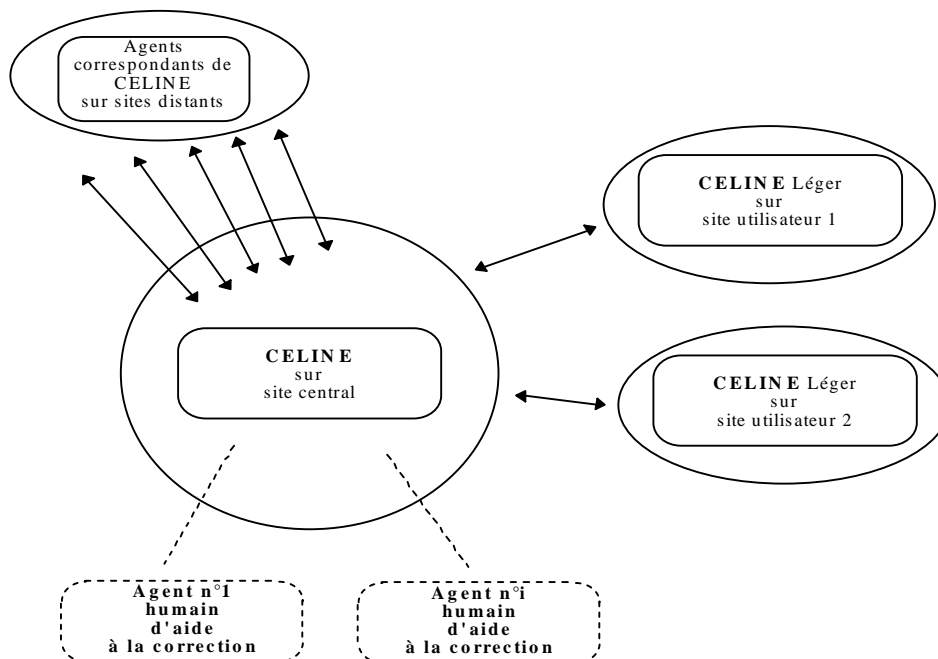 Agents
correspondants de
CELINE
sur sites distants
CELINE Léger
sur
site utilisateur 1
CELINE
sur
site central
CELINE Léger
sur
site utilisateur 2
Agent n°1
humain
d'aide
à la correction
Agent n°i
humain
d'aide
à la correction